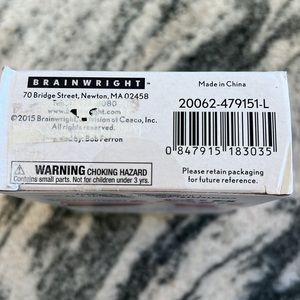 BRAINWRIGHT
70 Bridge Street, Newton, MA 02458
Made in China
20062-479151-L
©2015 Brainwright, of Ceaco, Inc.
All rights reserved.
by: Bob Ferron
0 847915 183035
WARNING CHOKING HAZARD
Contains small parts. Not for children under 3 yrs.
Please retain packaging
for future reference.